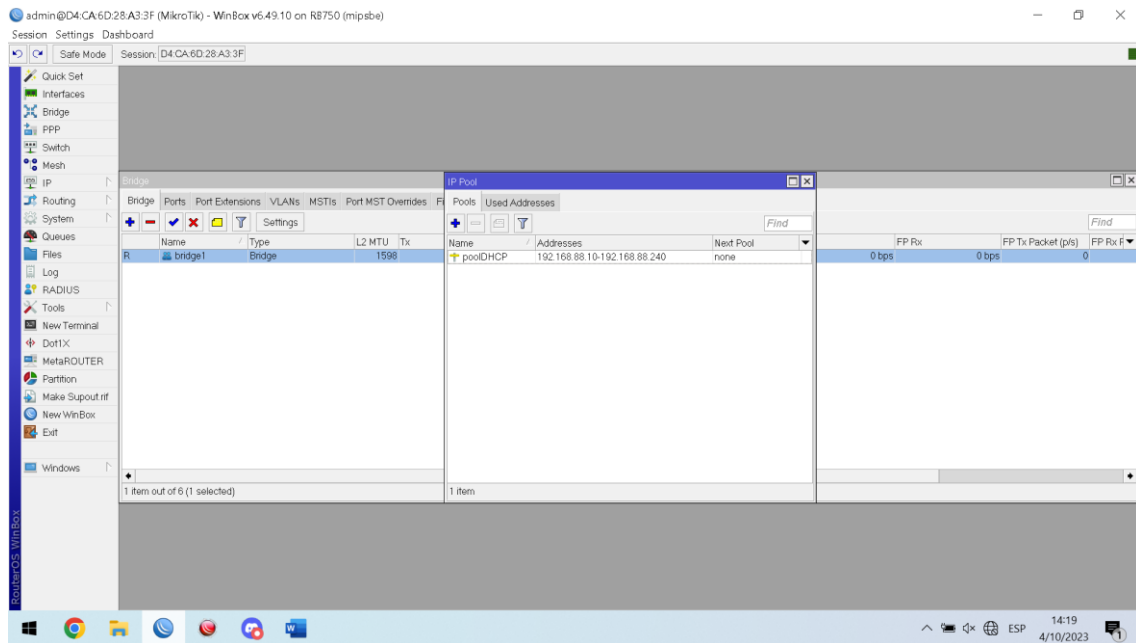 admin@D4:CA:6D:28:A3:3F (MikroTik) - WinBox v6.49.10 on RB750 (mipsbe)
Session Settings Dashboard
Safe Mode Session: D4:CA:6D:28:A3:3F
Quick Set
Interfaces
Bridge
PPP
Switch
Mesh
IP
Routing
System
Queues
Files
Log
RADIUS
Tools
New Terminal
Dot1X
MetaROUTER
Partition
Make Supout.rif
New WinBox
Exit
Windows
RouterOS WinBox
Bridge
Bridge Ports Port Extensions VLANs MSTIs Port MST Overrides
Settings Find
Name Type L2 MTU Tx FP Rx FP Tx Packet (p/s) FP Rx
R bridge1 Bridge 1598 0 bps 0 bps 0
1 item out of 6 (1 selected)
IP Pool
Pools Used Addresses
Find
Name Addresses Next Pool
poolDHCP 192.168.88.10-192.168.88.240 none
1 item
ESP
14:19
4/10/2023
1